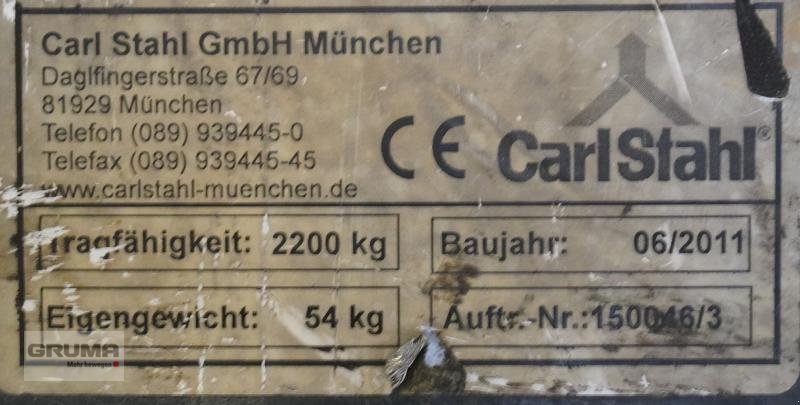 Carl Stahl GmbH München
Daglfingerstraße 67/69
81929 München
Telefon (089) 939445-0
Telefax (089) 939445-45
www.carlstahl-muenchen.de
CE CarlStahl®
Tragfähigkeit: 2200 kg
Baujahr: 06/2011
Eigengewicht: 54 kg
Auftr.-Nr.:150046/3
GRUMA
Mehr bewegen